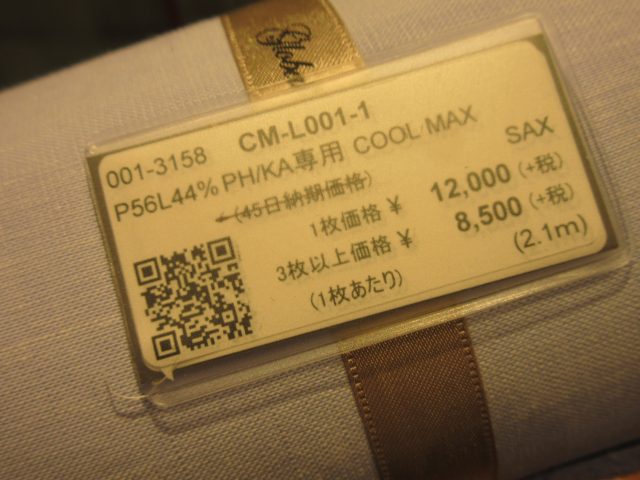 Globe
CM-L001-1
001-3158
SAX
P56L44% PH/KA専用 COOL MAX
(45日納期価格)
1枚価格 ¥ 12,000 (+税)
3枚以上価格 ¥ 8,500 (+税)
(1枚あたり) (2.1m)